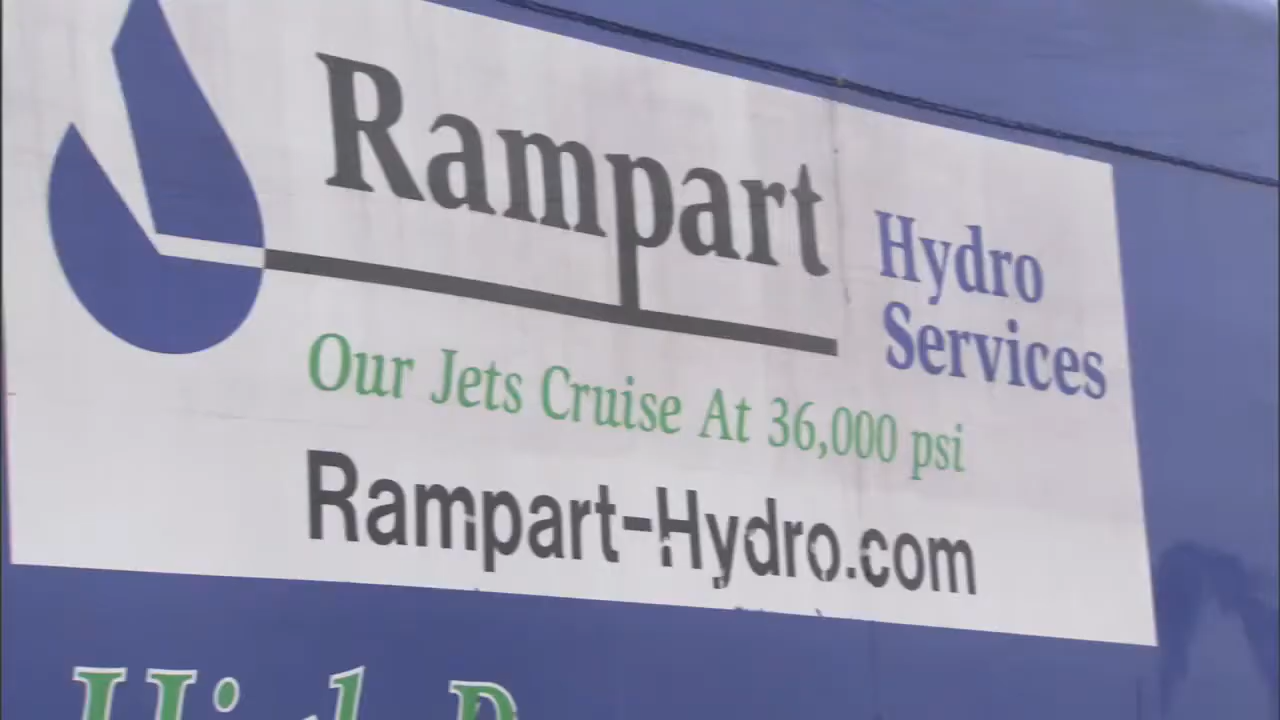 Rampart
Hydro
Services
Our Jets Cruise At 36,000 psi
Rampart-Hydro.com